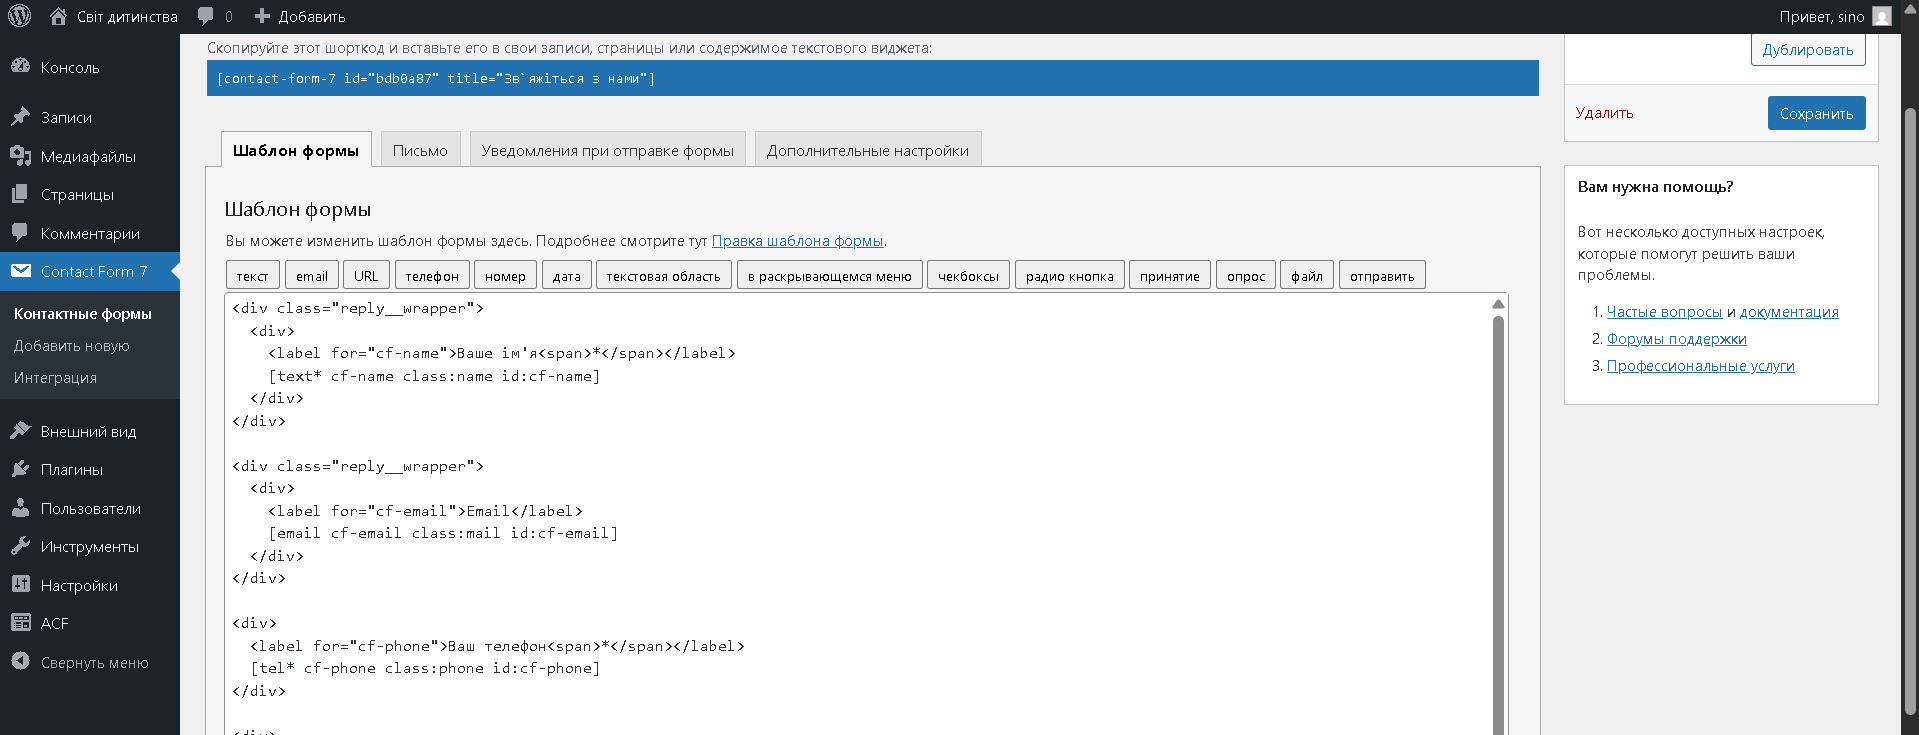 Світ дитинства
0
Добавить
Привет, sino
Консоль
Записи
Медиафайлы
Страницы
Комментарии
Contact Form 7
Контактные формы
Добавить новую
Интеграция
Внешний вид
Плагины
Пользователи
Инструменты
Настройки
ACF
Свернуть меню
Скопируйте этот шорткод и вставьте его в свои записи, страницы или содержимое текстового виджета:
[contact-form-7 id="bdb0a87" title="Зв`яжіться з нами"]
Шаблон формы
Письмо
Уведомления при отправке формы
Дополнительные настройки
Шаблон формы
Вы можете изменить шаблон формы здесь. Подробнее смотрите тут Правка шаблона формы.
текст
email
URL
телефон
номер
дата
текстовая область
в раскрывающемся меню
чекбоксы
радио кнопка
принятие
опрос
файл
отправить
<div class="reply__wrapper">
  <div>
    <label for="cf-name">Ваше ім'я<span>*</span></label>
    [text* cf-name class:name id:cf-name]
  </div>
</div>
<div class="reply__wrapper">
  <div>
    <label for="cf-email">Email</label>
    [email cf-email class:mail id:cf-email]
  </div>
</div>
<div>
  <label for="cf-phone">Ваш телефон<span>*</span></label>
  [tel* cf-phone class:phone id:cf-phone]
</div>
<div>
Дублировать
Удалить
Сохранить
Вам нужна помощь?
Вот несколько доступных настроек,
которые помогут решить ваши
проблемы.
1. Частые вопросы и документация
2. Форумы поддержки
3. Профессиональные услуги